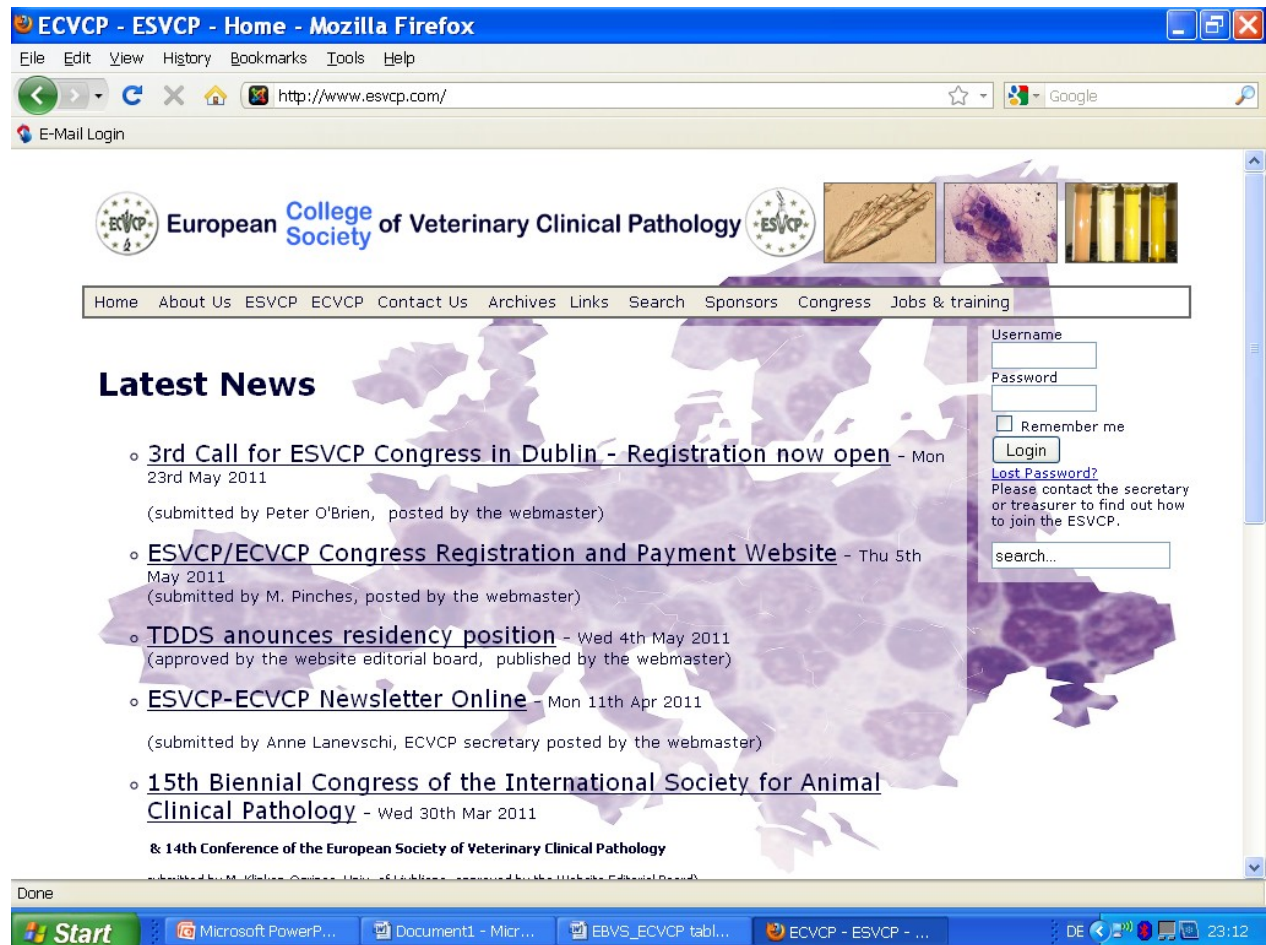 ECVCP - ESVCP - Home - Mozilla Firefox
File Edit View History Bookmarks Tools Help
http://www.esvcp.com/
Google
E-Mail Login
ECVCP European College Society of Veterinary Clinical Pathology ESVCP
Home About Us ESVCP ECVCP Contact Us Archives Links Search Sponsors Congress Jobs & training
Username
Password
Remember me
Login
Lost Password?
Please contact the secretary
or treasurer to find out how
to join the ESVCP.
search...
Latest News
3rd Call for ESVCP Congress in Dublin - Registration now open - Mon
23rd May 2011
(submitted by Peter O'Brien, posted by the webmaster)
ESVCP/ECVCP Congress Registration and Payment Website - Thu 5th
May 2011
(submitted by M. Pinches, posted by the webmaster)
TDDS anounces residency position - Wed 4th May 2011
(approved by the website editorial board, published by the webmaster)
ESVCP-ECVCP Newsletter Online - Mon 11th Apr 2011
(submitted by Anne Lanevschi, ECVCP secretary posted by the webmaster)
15th Biennial Congress of the International Society for Animal
Clinical Pathology - Wed 30th Mar 2011
& 14th Conference of the European Society of Veterinary Clinical Pathology
Done
Start Microsoft PowerP... Document1 - Micr... EBVS_ECVCP tabl... ECVCP - ESVCP - ... DE 23:12